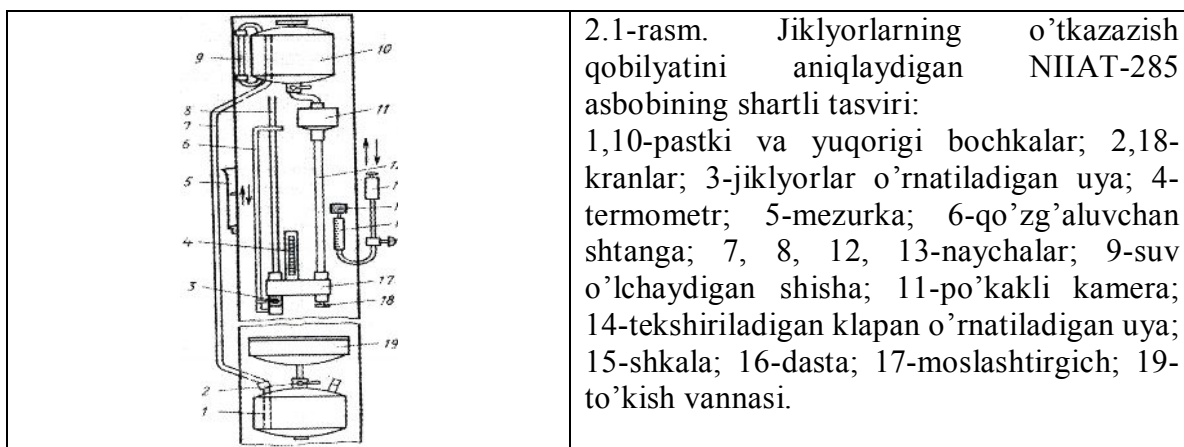 9
10
8
11
7
6
5
4
17
3
18
19
2
1
2.1-rasm. Jiklyorlarning o’tkazazish
qobilyatini aniqlaydigan NIIAT-285
asbobining shartli tasviri:
1,10-pastki va yuqorigi bochkalar; 2,18-
kranlar; 3-jiklyorlar o’rnatiladigan uya; 4-
termometr; 5-mezurka; 6-qo’zg’aluvchan
shtanga; 7, 8, 12, 13-naychalar; 9-suv
o’lchaydigan shisha; 11-po’kakli kamera;
14-tekshiriladigan klapan o’rnatiladigan uya;
15-shkala; 16-dasta; 17-moslashtirgich; 19-
to’kish vannasi.